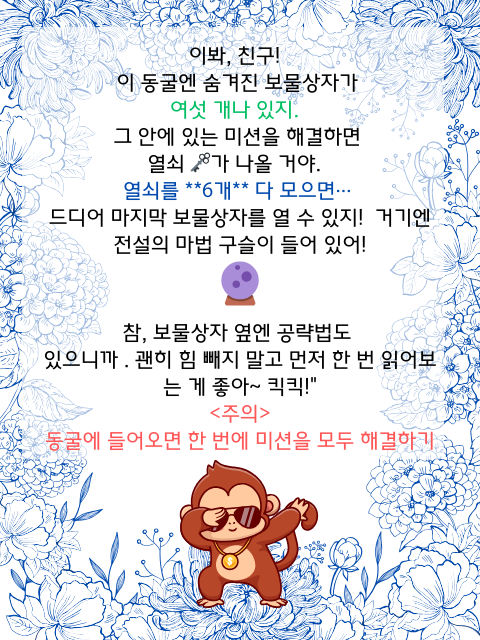 이봐, 친구!
이 동굴엔 숨겨진 보물상자가
여섯 개나 있지.
그 안에 있는 미션을 해결하면
열쇠 🗝가 나올 거야.
열쇠를 **6개** 다 모으면…
드디어 마지막 보물상자를 열 수 있지! 거기엔
전설의 마법 구슬이 들어 있어!
참, 보물상자 옆엔 공략법도
있으니까 . 괜히 힘 빼지 말고 먼저 한 번 읽어보
는 게 좋아~ 킥킥!"
<주의>
동굴에 들어오면 한 번에 미션을 모두 해결하기